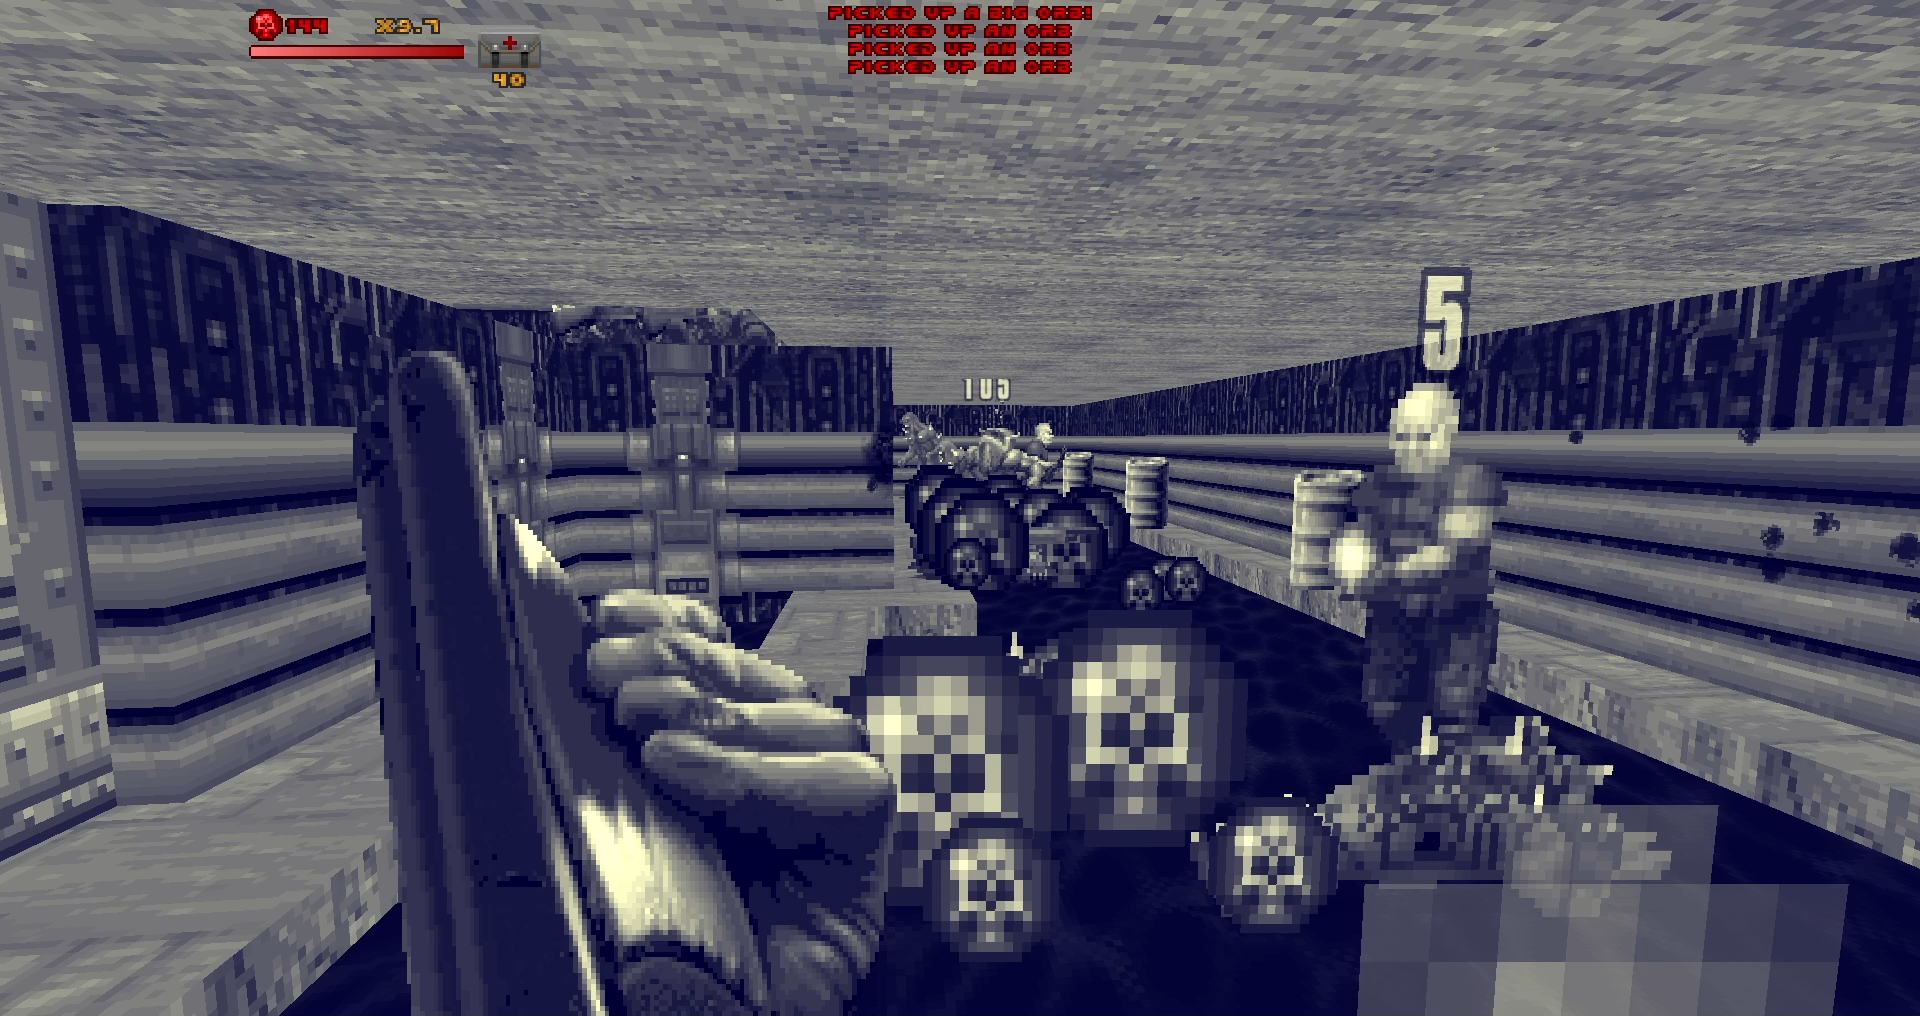 144
X9.7
40
PICKED UP A BIG ORB!
PICKED UP AN ORB
PICKED UP AN ORB
PICKED UP AN ORB
5